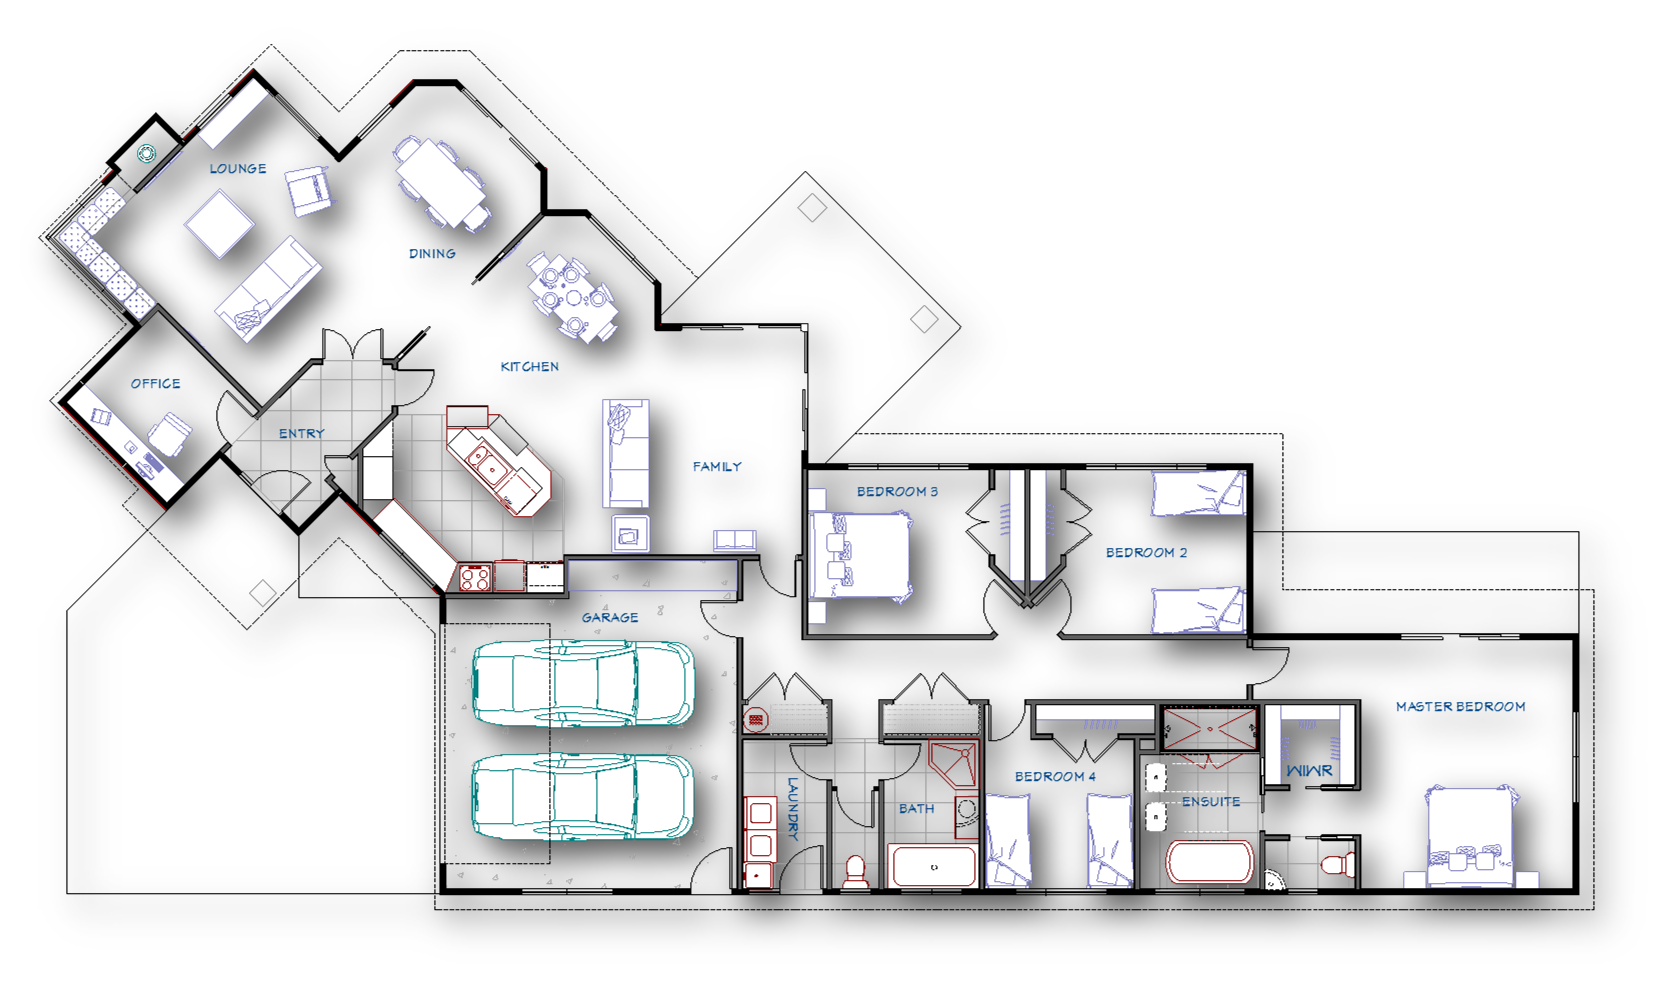 LOUNGE
DINING
KITCHEN
OFFICE
ENTRY
FAMILY
BEDROOM 3
BEDROOM 2
GARAGE
MASTER BEDROOM
BEDROOM 4
LAUNDRY
BATH
ENSUITE
WIWR